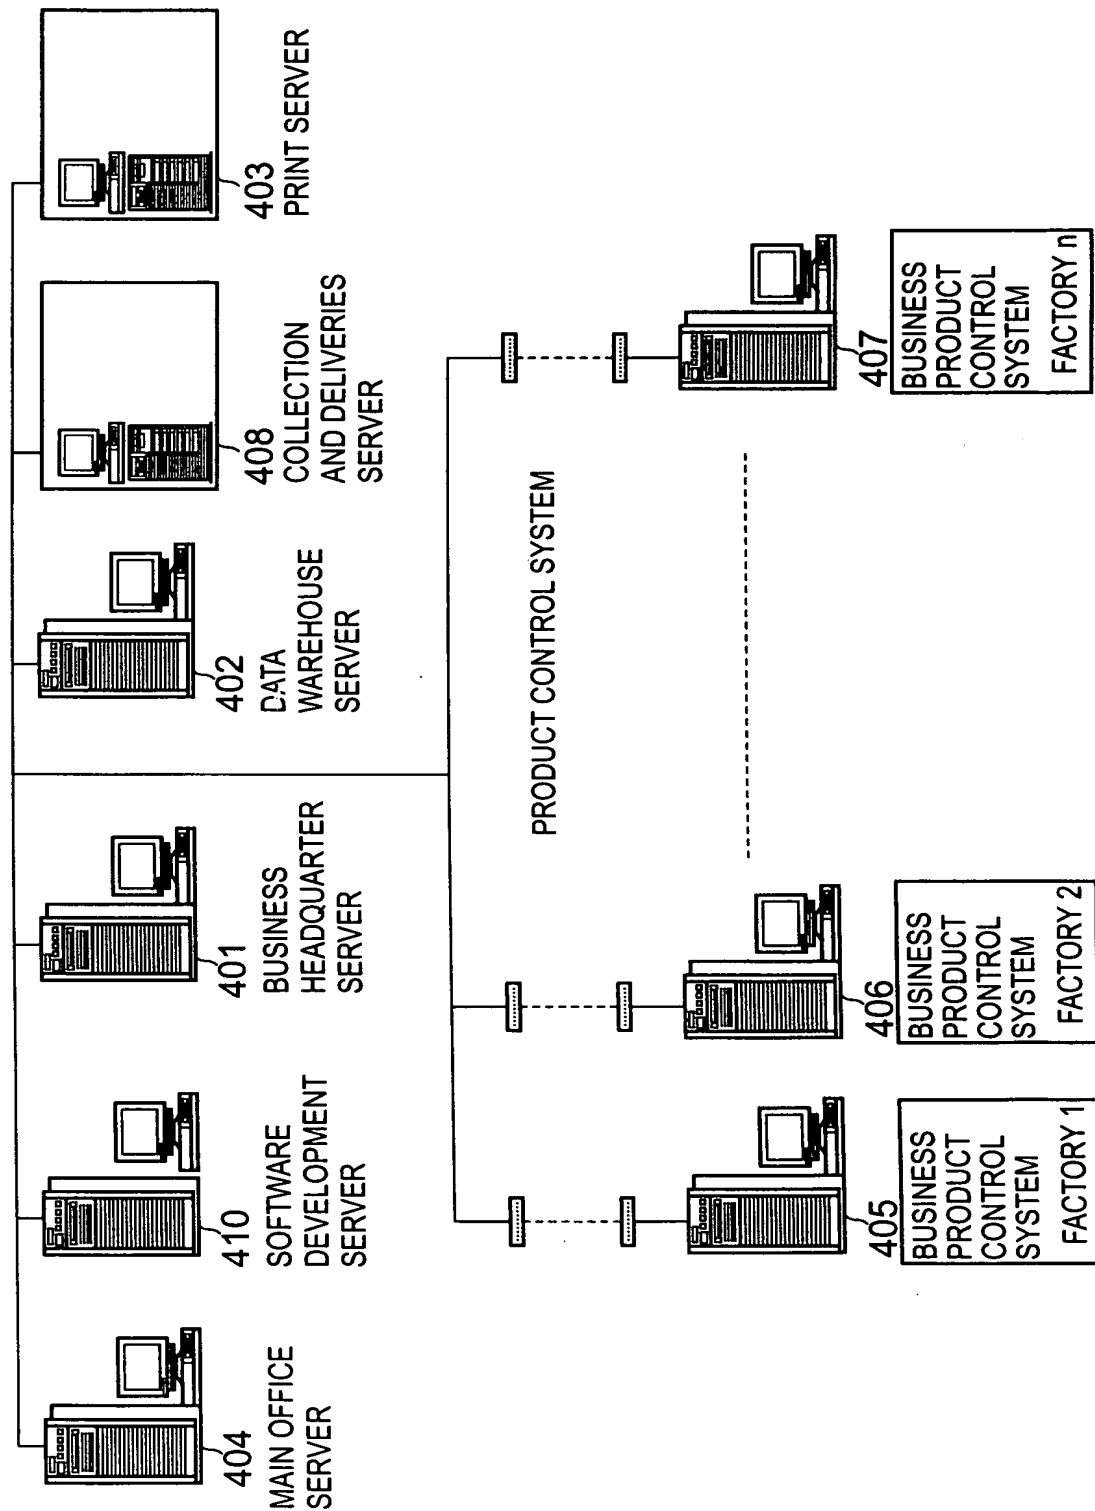 404
MAIN OFFICE
SERVER
410
SOFTWARE
DEVELOPMENT
SERVER
401
BUSINESS
HEADQUARTER
SERVER
402
DATA
WAREHOUSE
SERVER
408
COLLECTION
AND DELIVERIES
SERVER
403
PRINT SERVER
PRODUCT CONTROL SYSTEM
405
BUSINESS
PRODUCT
CONTROL
SYSTEM
FACTORY 1
406
BUSINESS
PRODUCT
CONTROL
SYSTEM
FACTORY 2
407
BUSINESS
PRODUCT
CONTROL
SYSTEM
FACTORY n